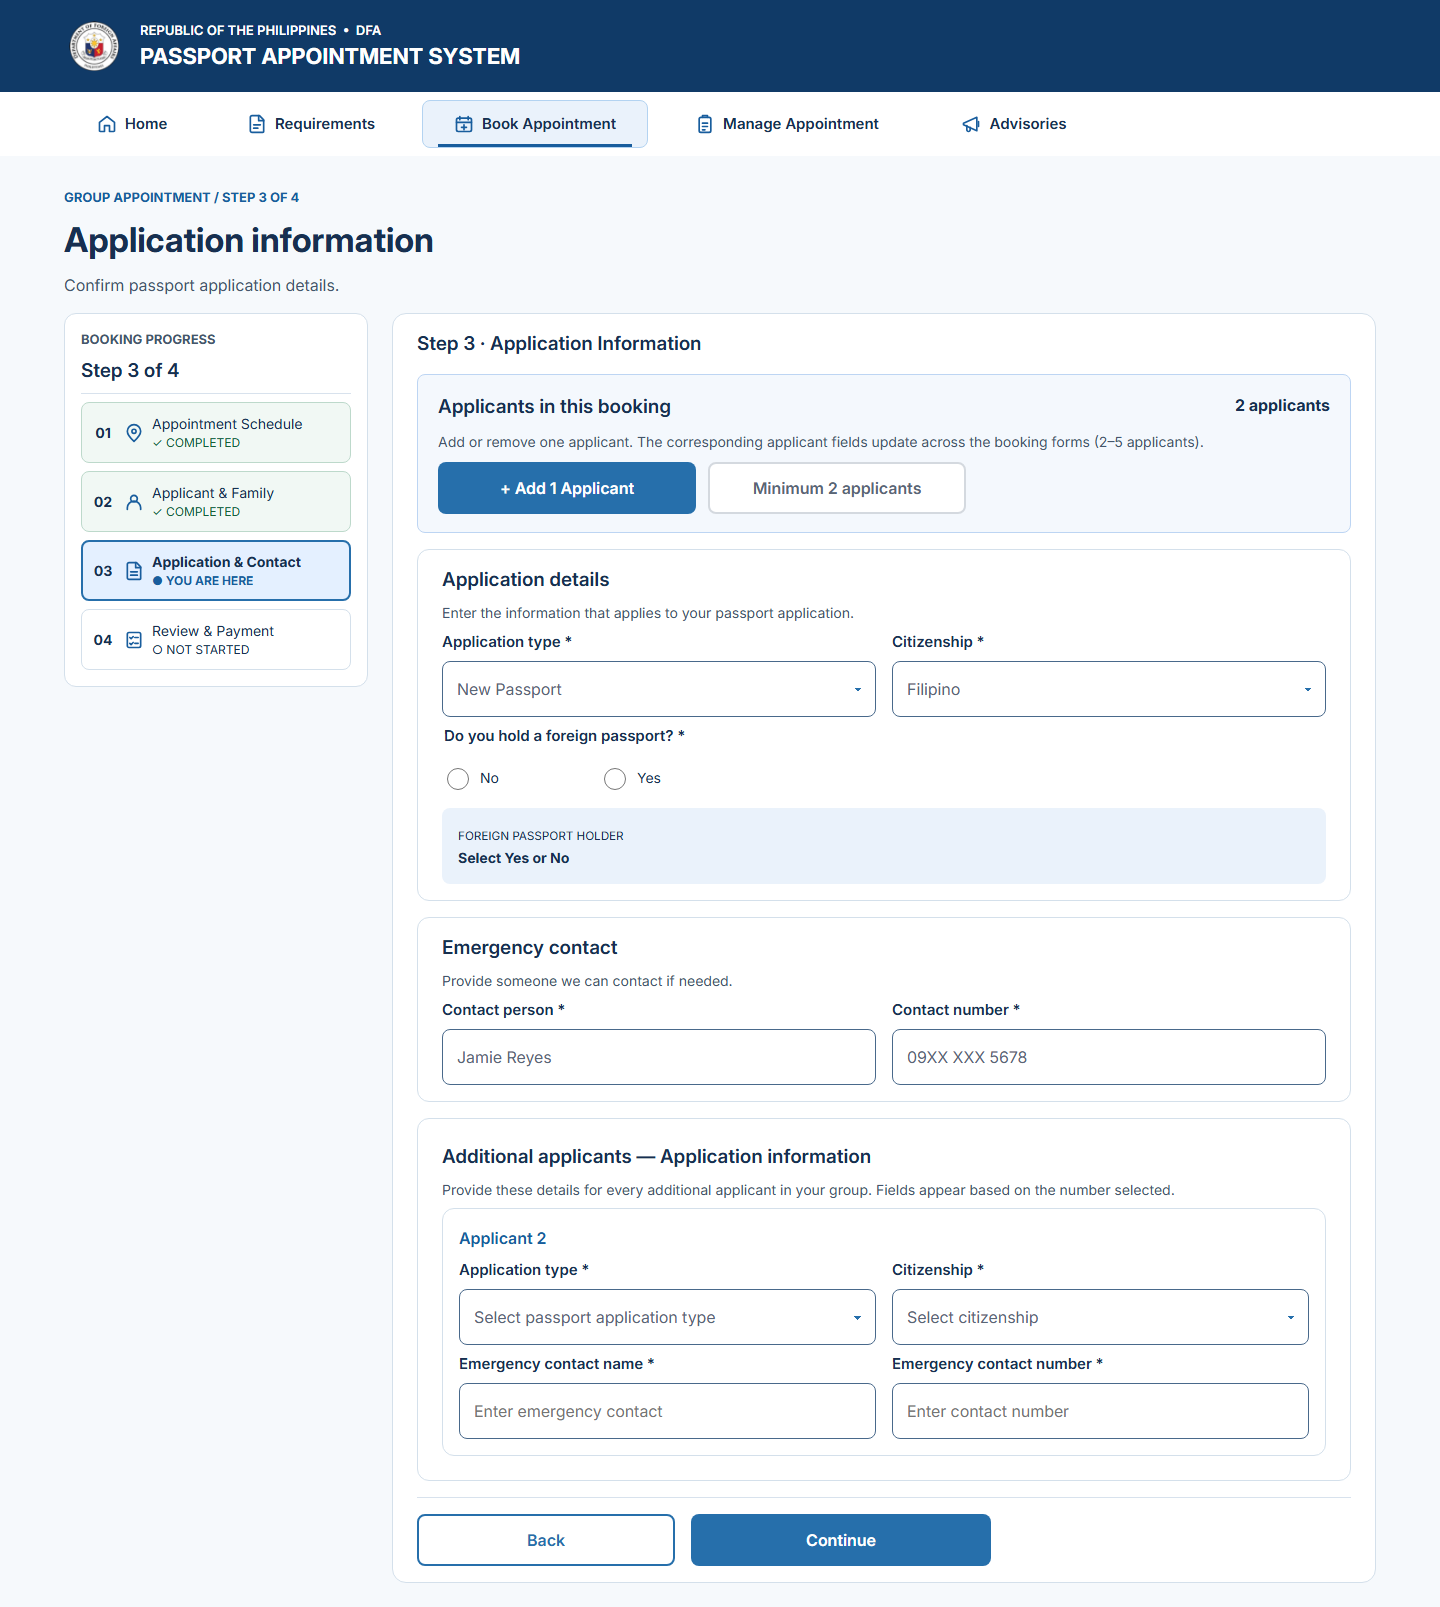 REPUBLIC OF THE PHILIPPINES • DFA
PASSPORT APPOINTMENT SYSTEM
Home
Requirements
Book Appointment
Manage Appointment
Advisories
GROUP APPOINTMENT / STEP 3 OF 4
Application information
Confirm passport application details.
BOOKING PROGRESS
Step 3 of 4
01
Appointment Schedule
✓ COMPLETED
02
Applicant & Family
✓ COMPLETED
03
Application & Contact
● YOU ARE HERE
04
Review & Payment
○ NOT STARTED
Step 3 · Application Information
Applicants in this booking
2 applicants
Add or remove one applicant. The corresponding applicant fields update across the booking forms (2–5 applicants).
+ Add 1 Applicant
Minimum 2 applicants
Application details
Enter the information that applies to your passport application.
Application type *
Citizenship *
New Passport
Filipino
Do you hold a foreign passport? *
No
Yes
FOREIGN PASSPORT HOLDER
Select Yes or No
Emergency contact
Provide someone we can contact if needed.
Contact person *
Contact number *
Jamie Reyes
09XX XXX 5678
Additional applicants — Application information
Provide these details for every additional applicant in your group. Fields appear based on the number selected.
Applicant 2
Application type *
Citizenship *
Select passport application type
Select citizenship
Emergency contact name *
Emergency contact number *
Enter emergency contact
Enter contact number
Back
Continue